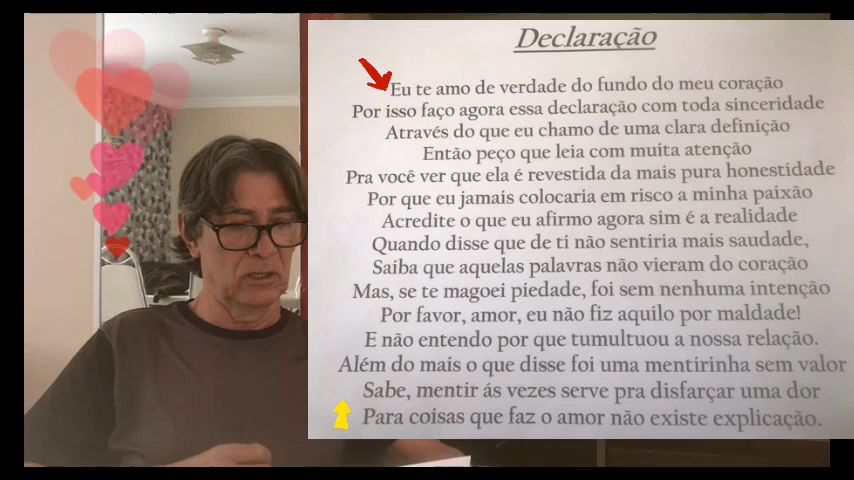 Declaração
Eu te amo de verdade do fundo do meu coração
Por isso faço agora essa declaração com toda sinceridade
Através do que eu chamo de uma clara definição
Então peço que leia com muita atenção
Pra você ver que ela é revestida da mais pura honestidade
Por que eu jamais colocaria em risco a minha paixão
Acredite o que eu afirmo agora sim é a realidade
Quando disse que de ti não sentiria mais saudade,
Saiba que aquelas palavras não vieram do coração
Mas, se te magoei piedade, foi sem nenhuma intenção
Por favor, amor, eu não fiz aquilo por maldade!
E não entendo por que tumultuou a nossa relação.
Além do mais o que disse foi uma mentirinha sem valor
Sabe, mentir ás vezes serve pra disfarçar uma dor
Para coisas que faz o amor não existe explicação.